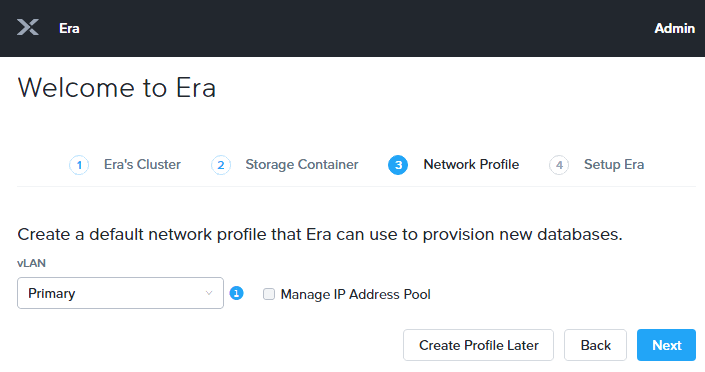 Era Admin
Welcome to Era
1 Era's Cluster 2 Storage Container 3 Network Profile 4 Setup Era
Create a default network profile that Era can use to provision new databases.
vLAN
Primary i Manage IP Address Pool
Create Profile Later Back Next